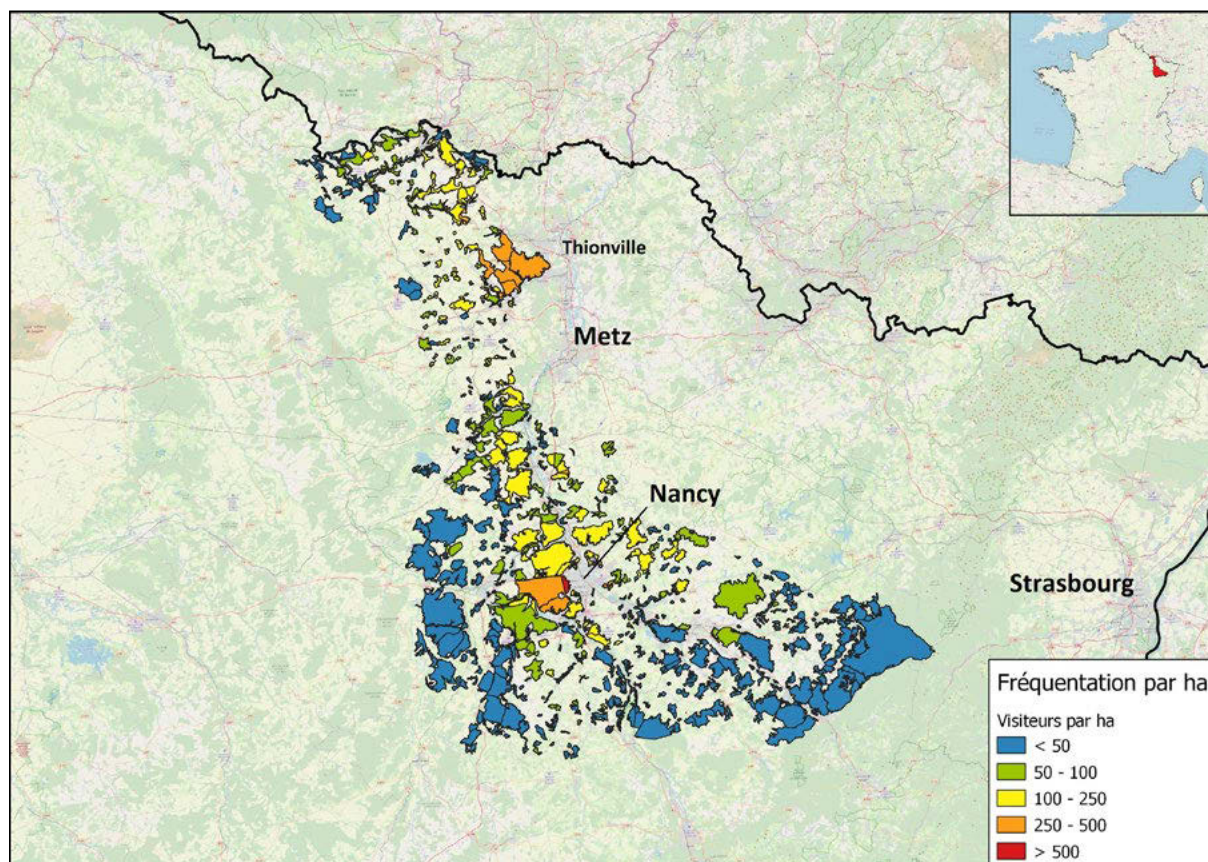 Thionville
Metz
Nancy
Strasbourg
Fréquentation par ha
Visiteurs par ha
< 50
50 - 100
100 - 250
250 - 500
> 500